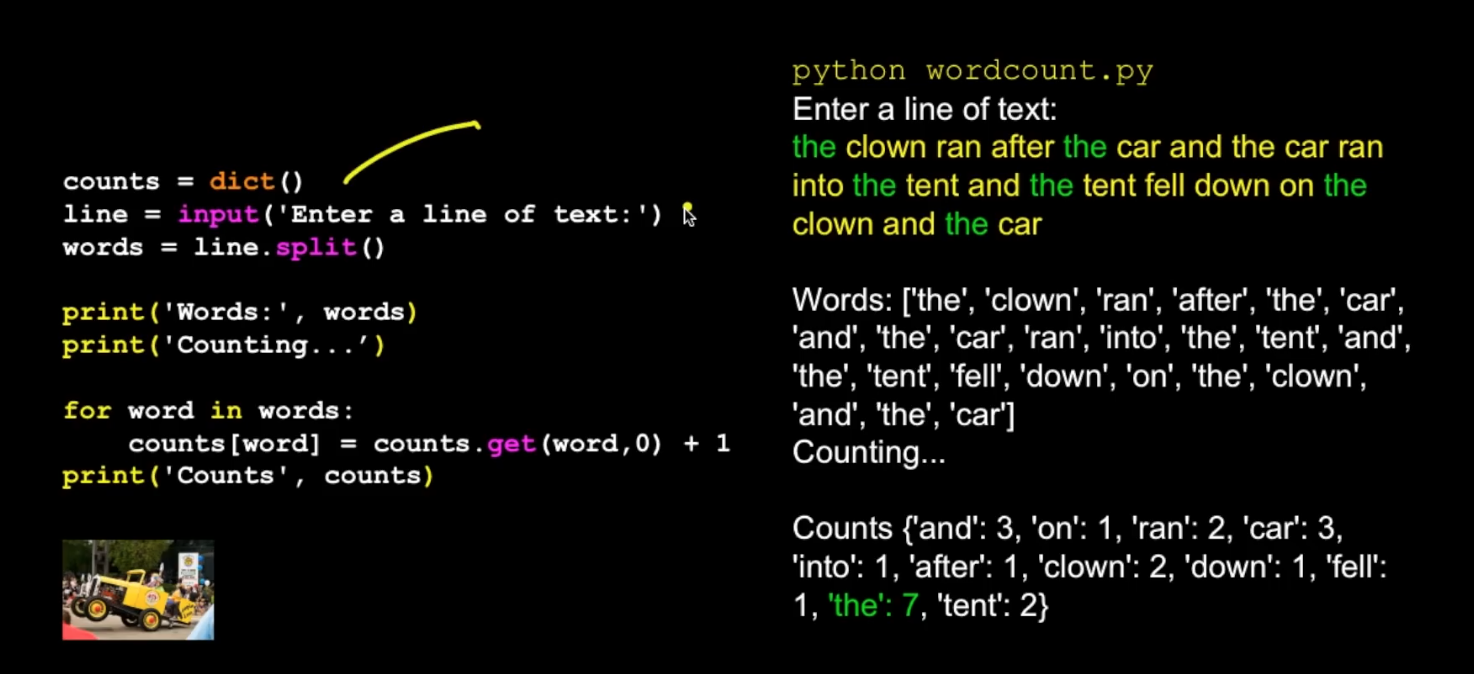 counts = dict()
line = input('Enter a line of text:')
words = line.split()
print('Words:', words)
print('Counting...’)
for word in words:
    counts[word] = counts.get(word,0) + 1
print('Counts', counts)
python wordcount.py
Enter a line of text:
the clown ran after the car and the car ran
into the tent and the tent fell down on the
clown and the car
Words: ['the', 'clown', 'ran', 'after', 'the', 'car',
'and', 'the', 'car', 'ran', 'into', 'the', 'tent', 'and',
'the', 'tent', 'fell', 'down', 'on', 'the', 'clown',
'and', 'the', 'car']
Counting...
Counts {'and': 3, 'on': 1, 'ran': 2, 'car': 3,
'into': 1, 'after': 1, 'clown': 2, 'down': 1, 'fell':
1, 'the': 7, 'tent': 2}